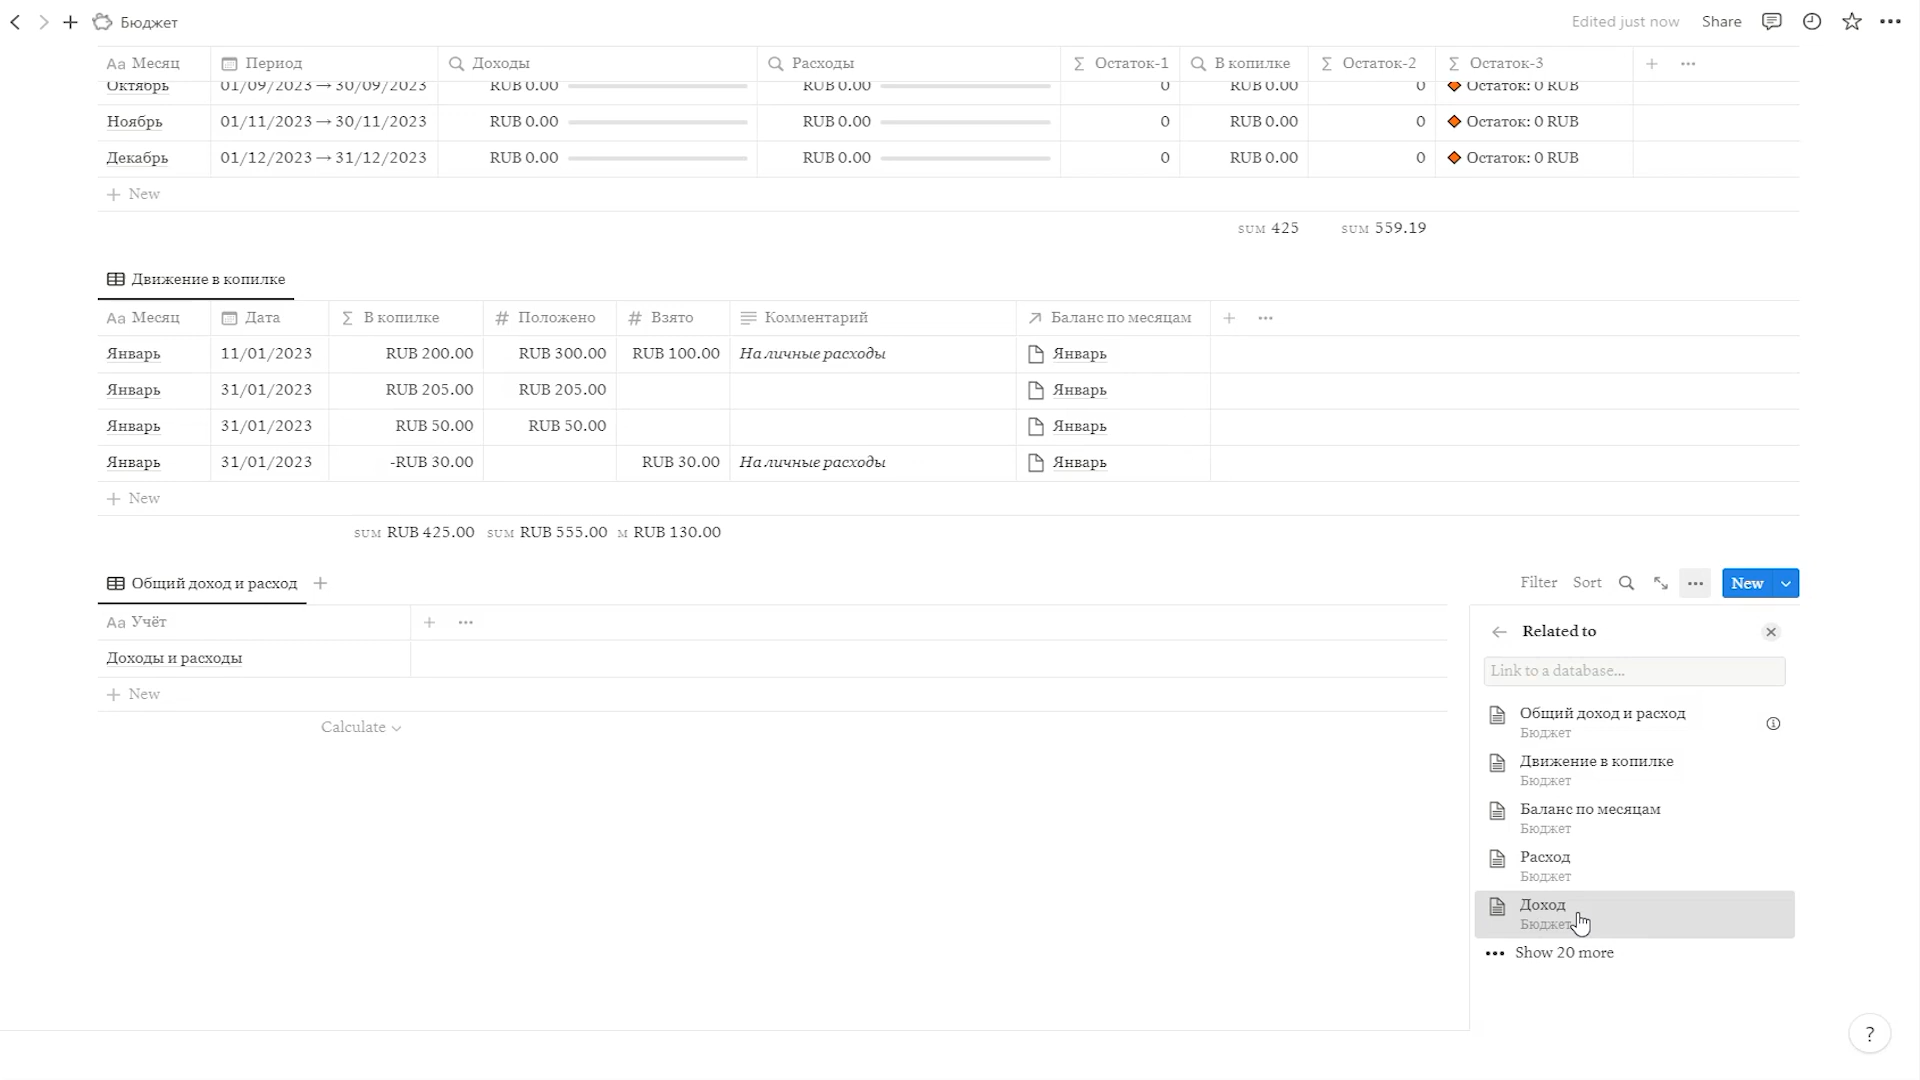 Бюджет
Edited just now Share
Aa Месяц Период Доходы Расходы Σ Остаток-1 В копилке Σ Остаток-2 Σ Остаток-3
Октябрь 01/09/2023 → 30/09/2023 RUB 0.00 RUB 0.00 0 RUB 0.00 0 Остаток: 0 RUB
Ноябрь 01/11/2023 → 30/11/2023 RUB 0.00 RUB 0.00 0 RUB 0.00 0 Остаток: 0 RUB
Декабрь 01/12/2023 → 31/12/2023 RUB 0.00 RUB 0.00 0 RUB 0.00 0 Остаток: 0 RUB
+ New
SUM 425 SUM 559.19
Движение в копилке
Aa Месяц Дата Σ В копилке # Положено # Взято Комментарий Баланс по месяцам
Январь 11/01/2023 RUB 200.00 RUB 300.00 RUB 100.00 На личные расходы Январь
Январь 31/01/2023 RUB 205.00 RUB 205.00 Январь
Январь 31/01/2023 RUB 50.00 RUB 50.00 Январь
Январь 31/01/2023 -RUB 30.00 RUB 30.00 На личные расходы Январь
+ New
SUM RUB 425.00 SUM RUB 555.00 M RUB 130.00
Общий доход и расход +
Filter Sort New
Aa Учёт
Доходы и расходы
+ New
Calculate
Related to
Link to a database...
Общий доход и расход
Бюджет
Движение в копилке
Бюджет
Баланс по месяцам
Бюджет
Расход
Бюджет
Доход
Бюджет
Show 20 more
?